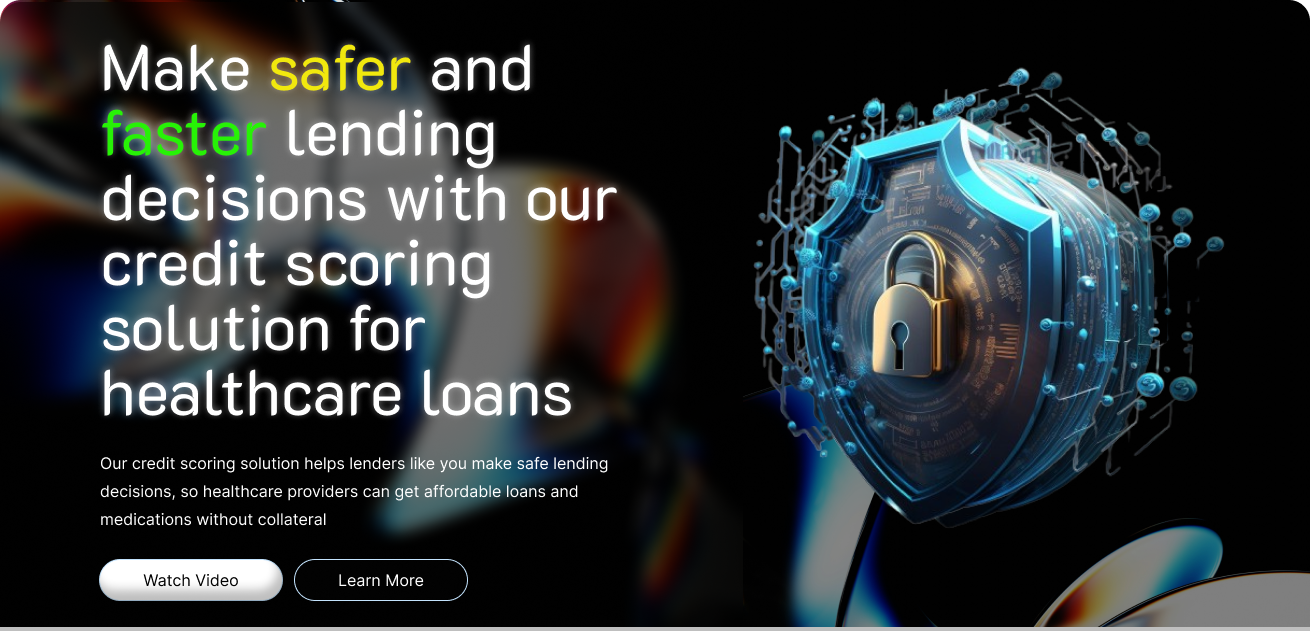 Make safer and
faster lending
decisions with our
credit scoring
solution for
healthcare loans
Our credit scoring solution helps lenders like you make safe lending
decisions, so healthcare providers can get affordable loans and
medications without collateral
Watch Video
Learn More